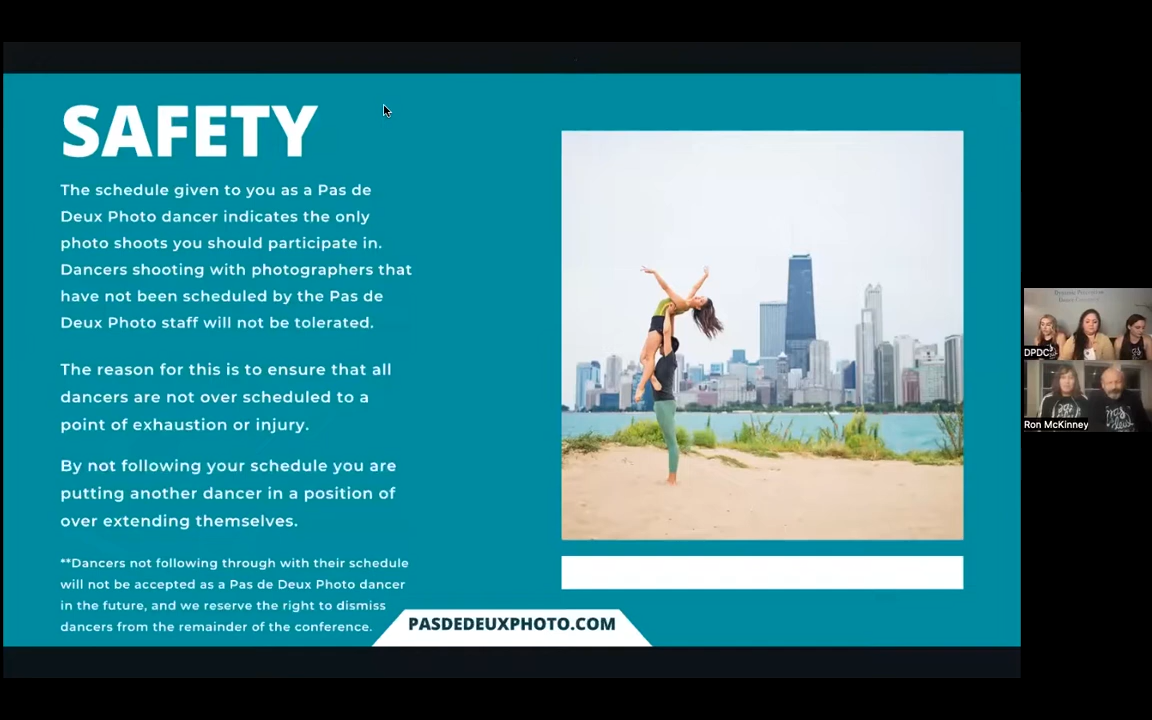 SAFETY
The schedule given to you as a Pas de
Deux Photo dancer indicates the only
photo shoots you should participate in.
Dancers shooting with photographers that
have not been scheduled by the Pas de
Deux Photo staff will not be tolerated.
The reason for this is to ensure that all
dancers are not over scheduled to a
point of exhaustion or injury.
By not following your schedule you are
putting another dancer in a position of
over extending themselves.
**Dancers not following through with their schedule
will not be accepted as a Pas de Deux Photo dancer
in the future, and we reserve the right to dismiss
dancers from the remainder of the conference.
PASDEDEUXPHOTO.COM
DPDC
Ron McKinney